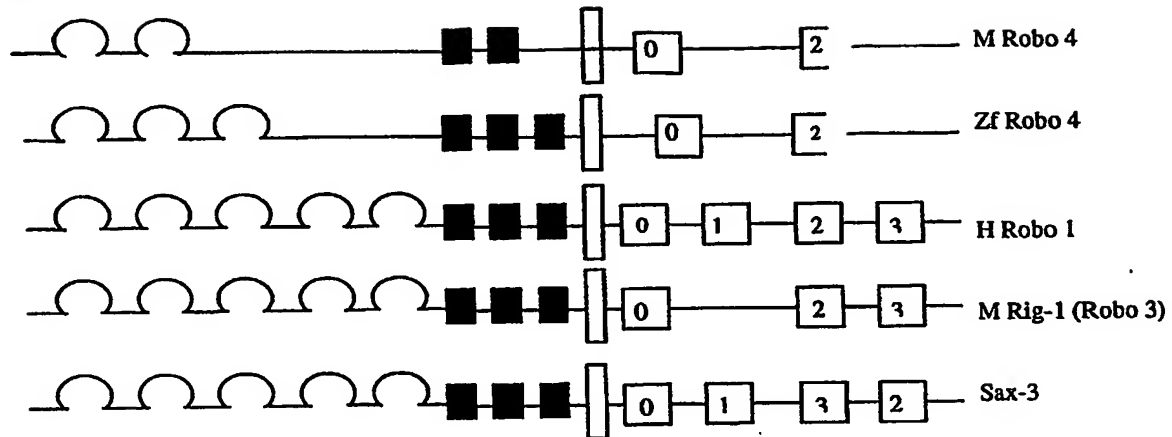 0 2 M Robo 4
0 2 Zf Robo 4
0 1 2 3 H Robo 1
0 2 3 M Rig-1 (Robo 3)
0 1 3 2 Sax-3